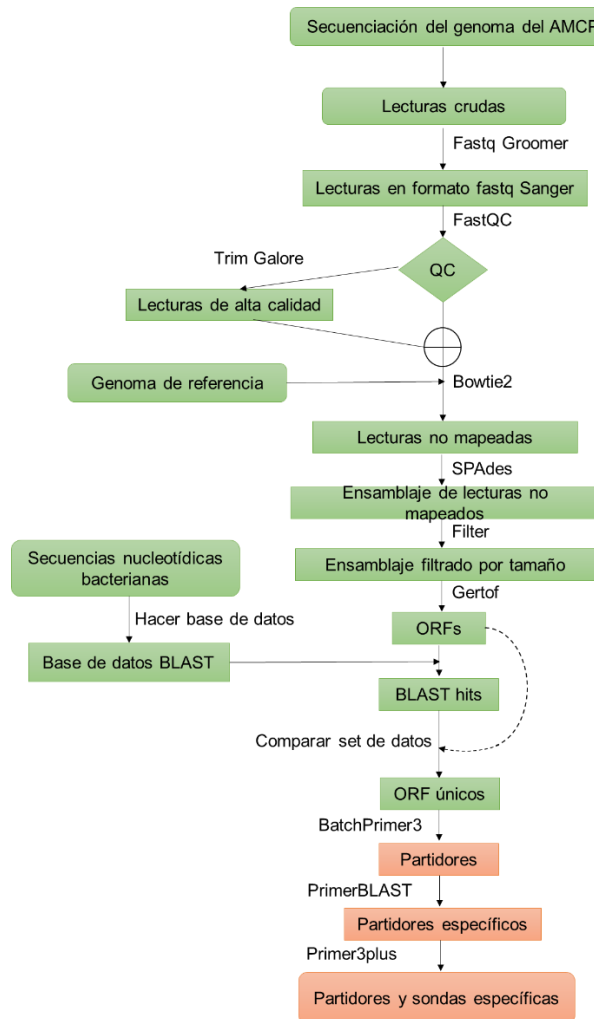 Secuenciación del genoma del AMCP
Lecturas crudas
Fastq Groomer
Lecturas en formato fastq Sanger
FastQC
QC
Trim Galore
Lecturas de alta calidad
Genoma de referencia
Bowtie2
Lecturas no mapeadas
SPAdes
Ensamblaje de lecturas no
mapeados
Filter
Ensamblaje filtrado por tamaño
Gertof
Secuencias nucleotídicas
bacterianas
Hacer base de datos
Base de datos BLAST
ORFs
BLAST hits
Comparar set de datos
ORF únicos
BatchPrimer3
Partidores
PrimerBLAST
Partidores específicos
Primer3plus
Partidores y sondas específicas